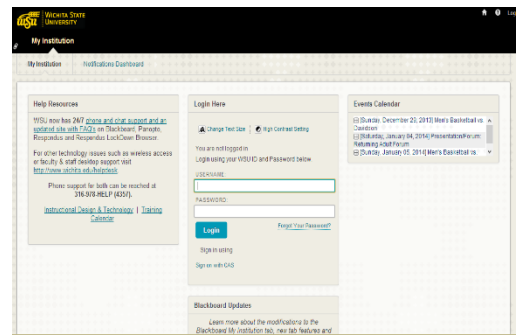 WSU
WICHITA STATE
UNIVERSITY
My Institution
My Institution
Notifications Dashboard
Help Resources
WSU now has 24/7 phone and chat support and an
updated site with FAQs on Blackboard, Panopto,
Respondus and Respondus LockDown Browser.
For other technology issues such as wireless access
or faculty & staff desktop support visit
http://www.wichita.edu/helpdesk.
Phone support for both can be reached at
316-978-HELP (4357).
Instructional Design & Technology | Training
Calendar
Login Here
Change Text Size
High Contrast Setting
You are not logged in
Login using your WSU ID and Password below
USERNAME:
PASSWORD:
Login
Forgot Your Password?
Sign in using:
Sign on with CAS
Blackboard Updates
Learn more about the modifications to the
Blackboard My Institution tab, new tab features and
Events Calendar
[Sunday, December 29, 2013] Men's Basketball vs.
Davidson
[Saturday, January 04, 2014] Presentation/Forum:
Returning Adult Forum
[Sunday, January 05, 2014] Men's Basketball vs.